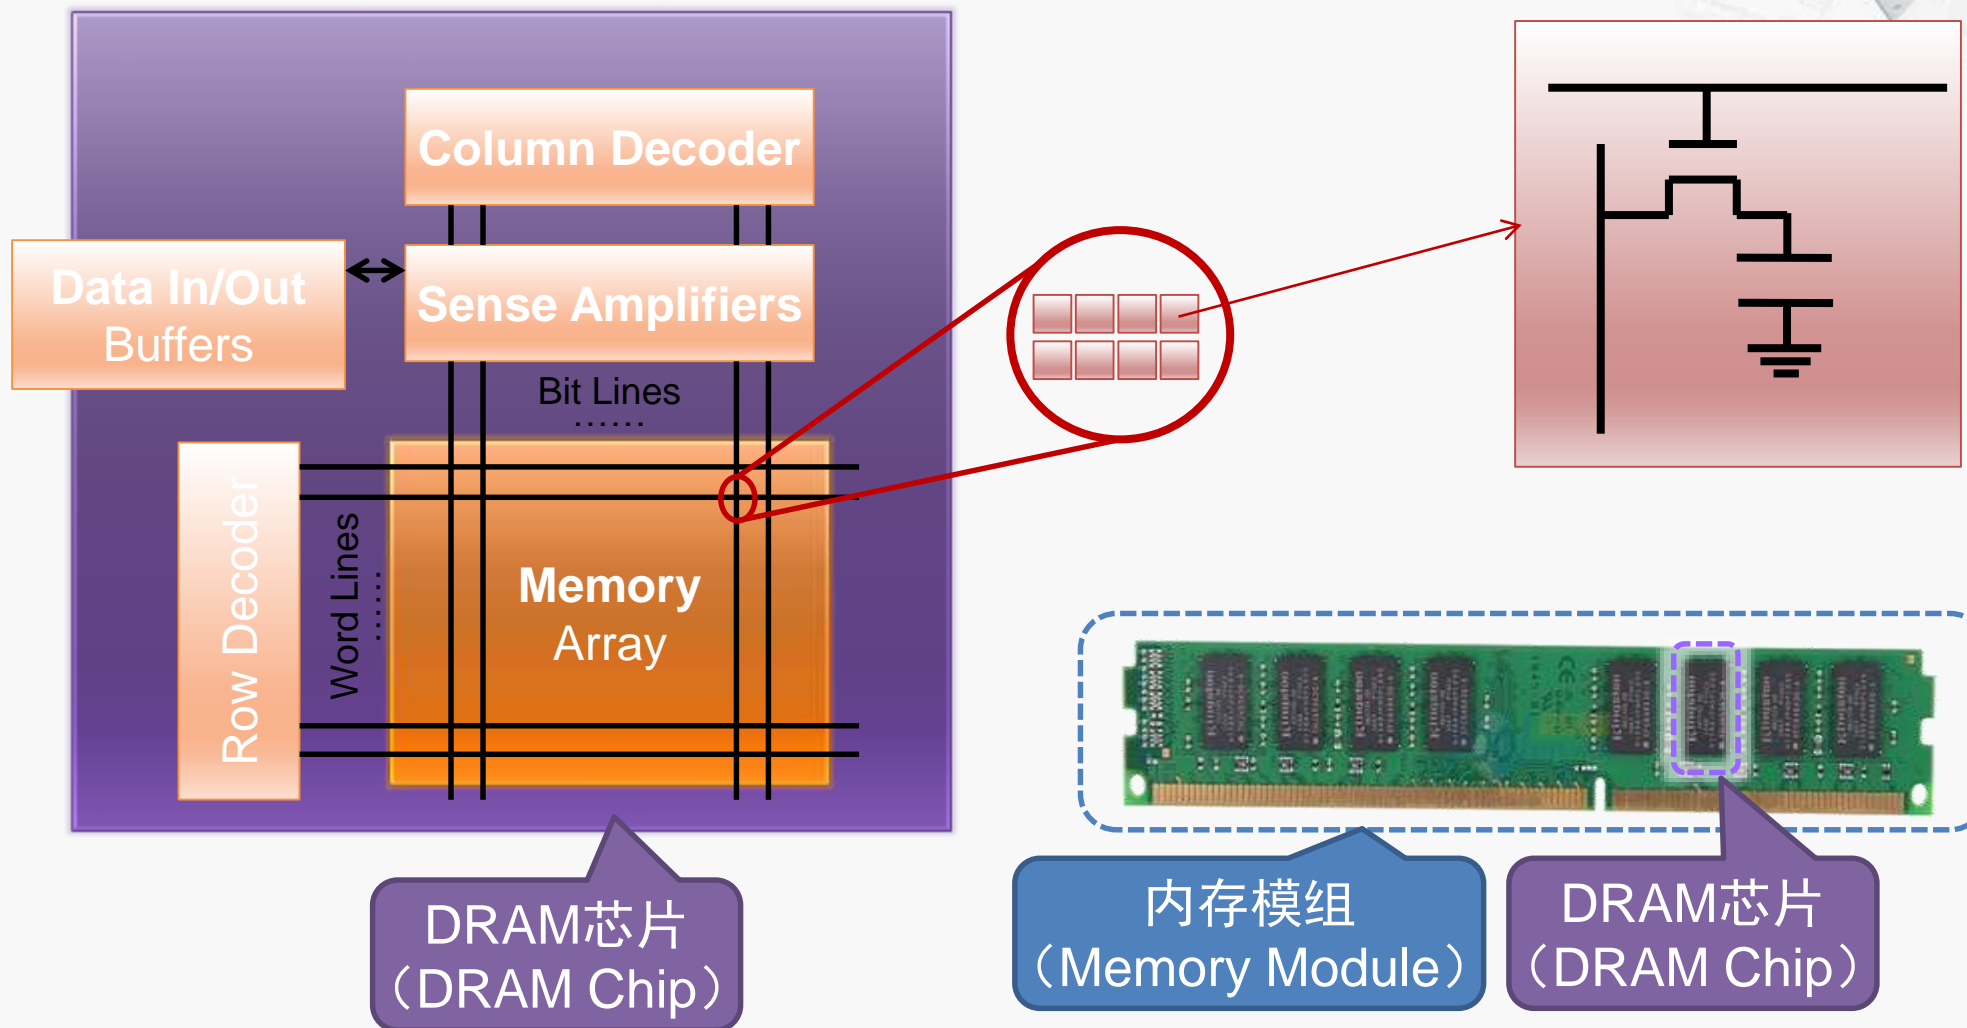 Column Decoder
Data In/Out
Buffers
Sense Amplifiers
Bit Lines
......
Row Decoder
Word Lines
......
Memory
Array
DRAM芯片
（DRAM Chip）
内存模组
（Memory Module）
DRAM芯片
（DRAM Chip）